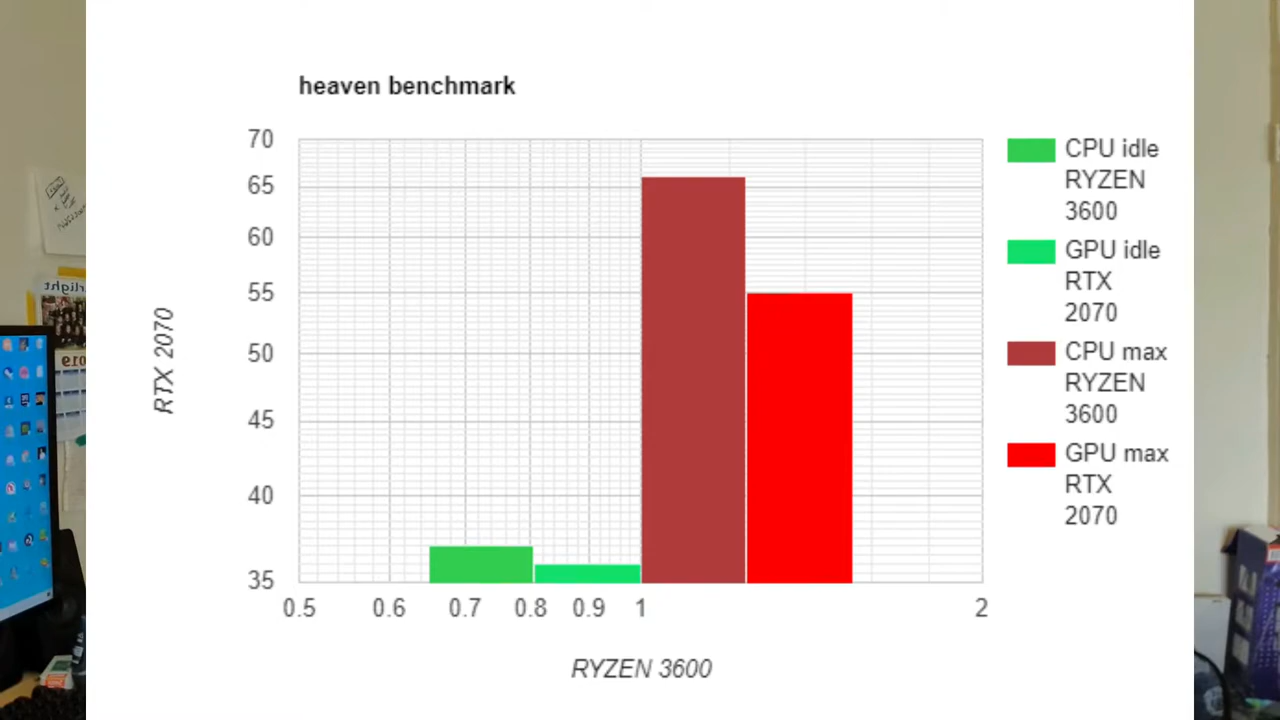 heaven benchmark
70
65
60
55
50
45
40
35
RTX 2070
0.5
0.6
0.7
0.8
0.9
1
2
RYZEN 3600
CPU idle
RYZEN
3600
GPU idle
RTX
2070
CPU max
RYZEN
3600
GPU max
RTX
2070
2019